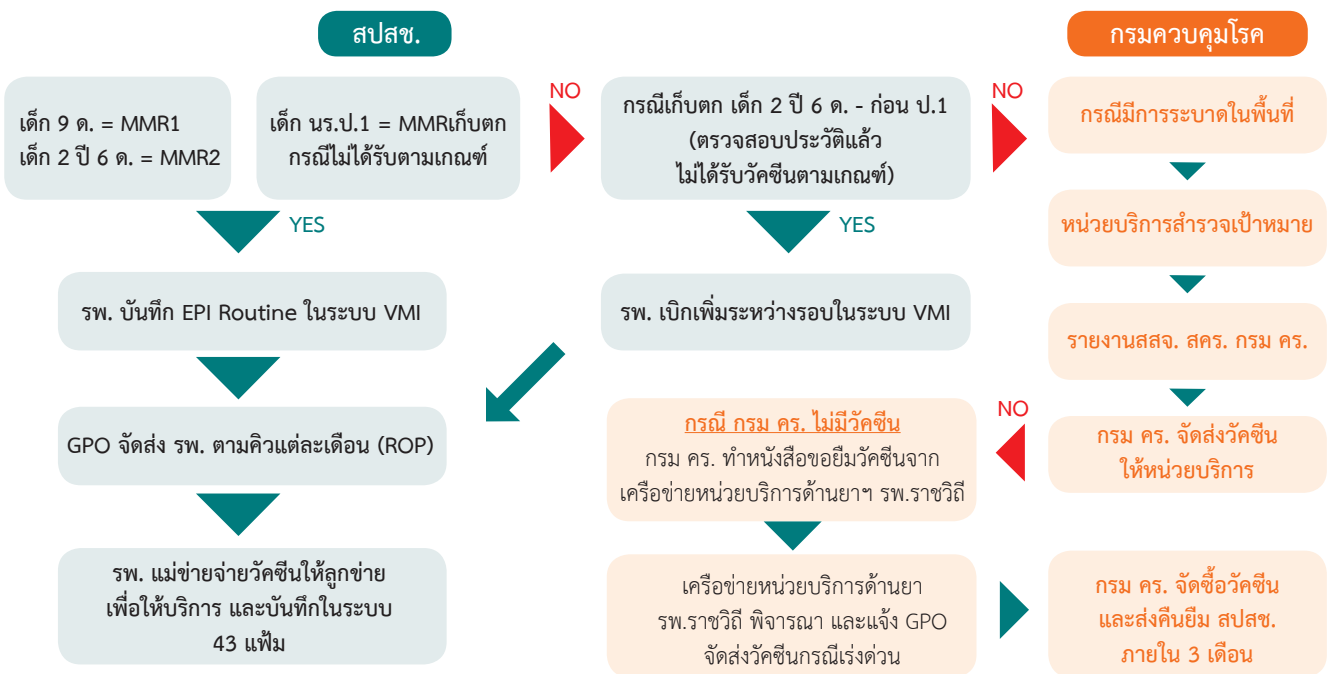 สปสช.
กรมควบคุมโรค
เด็ก 9 ด. = MMR1
เด็ก 2 ปี 6 ด. = MMR2
เด็ก นร.ป.1 = MMRเก็บตก
กรณีไม่ได้รับตามเกณฑ์
NO
กรณีเก็บตก เด็ก 2 ปี 6 ด. - ก่อน ป.1
(ตรวจสอบประวัติแล้ว
ไม่ได้รับวัคซีนตามเกณฑ์)
NO
กรณีมีการระบาดในพื้นที่
YES
YES
หน่วยบริการสำรวจเป้าหมาย
รพ. บันทึก EPI Routine ในระบบ VMI
รพ. เบิกเพิ่มระหว่างรอบในระบบ VMI
รายงานสสจ. สคร. กรม คร.
GPO จัดส่ง รพ. ตามคิวแต่ละเดือน (ROP)
กรณี กรม คร. ไม่มีวัคซีน
กรม คร. ทำหนังสือขอยืมวัคซีนจาก
เครือข่ายหน่วยบริการด้านยาฯ รพ.ราชวิถี
NO
กรม คร. จัดส่งวัคซีน
ให้หน่วยบริการ
รพ. แม่ข่ายจ่ายวัคซีนให้ลูกข่าย
เพื่อให้บริการ และบันทึกในระบบ
43 แฟ้ม
เครือข่ายหน่วยบริการด้านยา
รพ.ราชวิถี พิจารณา และแจ้ง GPO
จัดส่งวัคซีนกรณีเร่งด่วน
กรม คร. จัดซื้อวัคซีน
และส่งคืนยืม สปสช.
ภายใน 3 เดือน